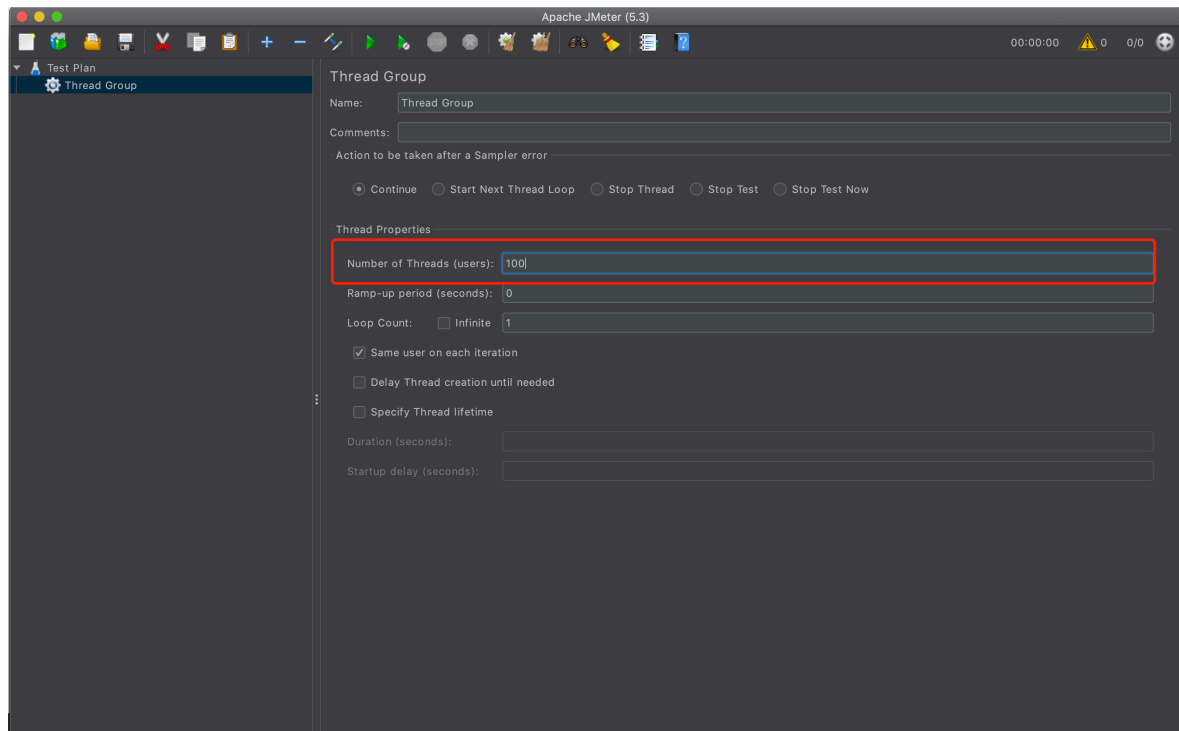 Apache JMeter (5.3)
00:00:00 0 0/0
Test Plan
Thread Group
Thread Group
Name: Thread Group
Comments:
Action to be taken after a Sampler error
Continue Start Next Thread Loop Stop Thread Stop Test Stop Test Now
Thread Properties
Number of Threads (users): 100
Ramp-up period (seconds): 0
Loop Count: Infinite 1
Same user on each iteration
Delay Thread creation until needed
Specify Thread lifetime
Duration (seconds):
Startup delay (seconds):